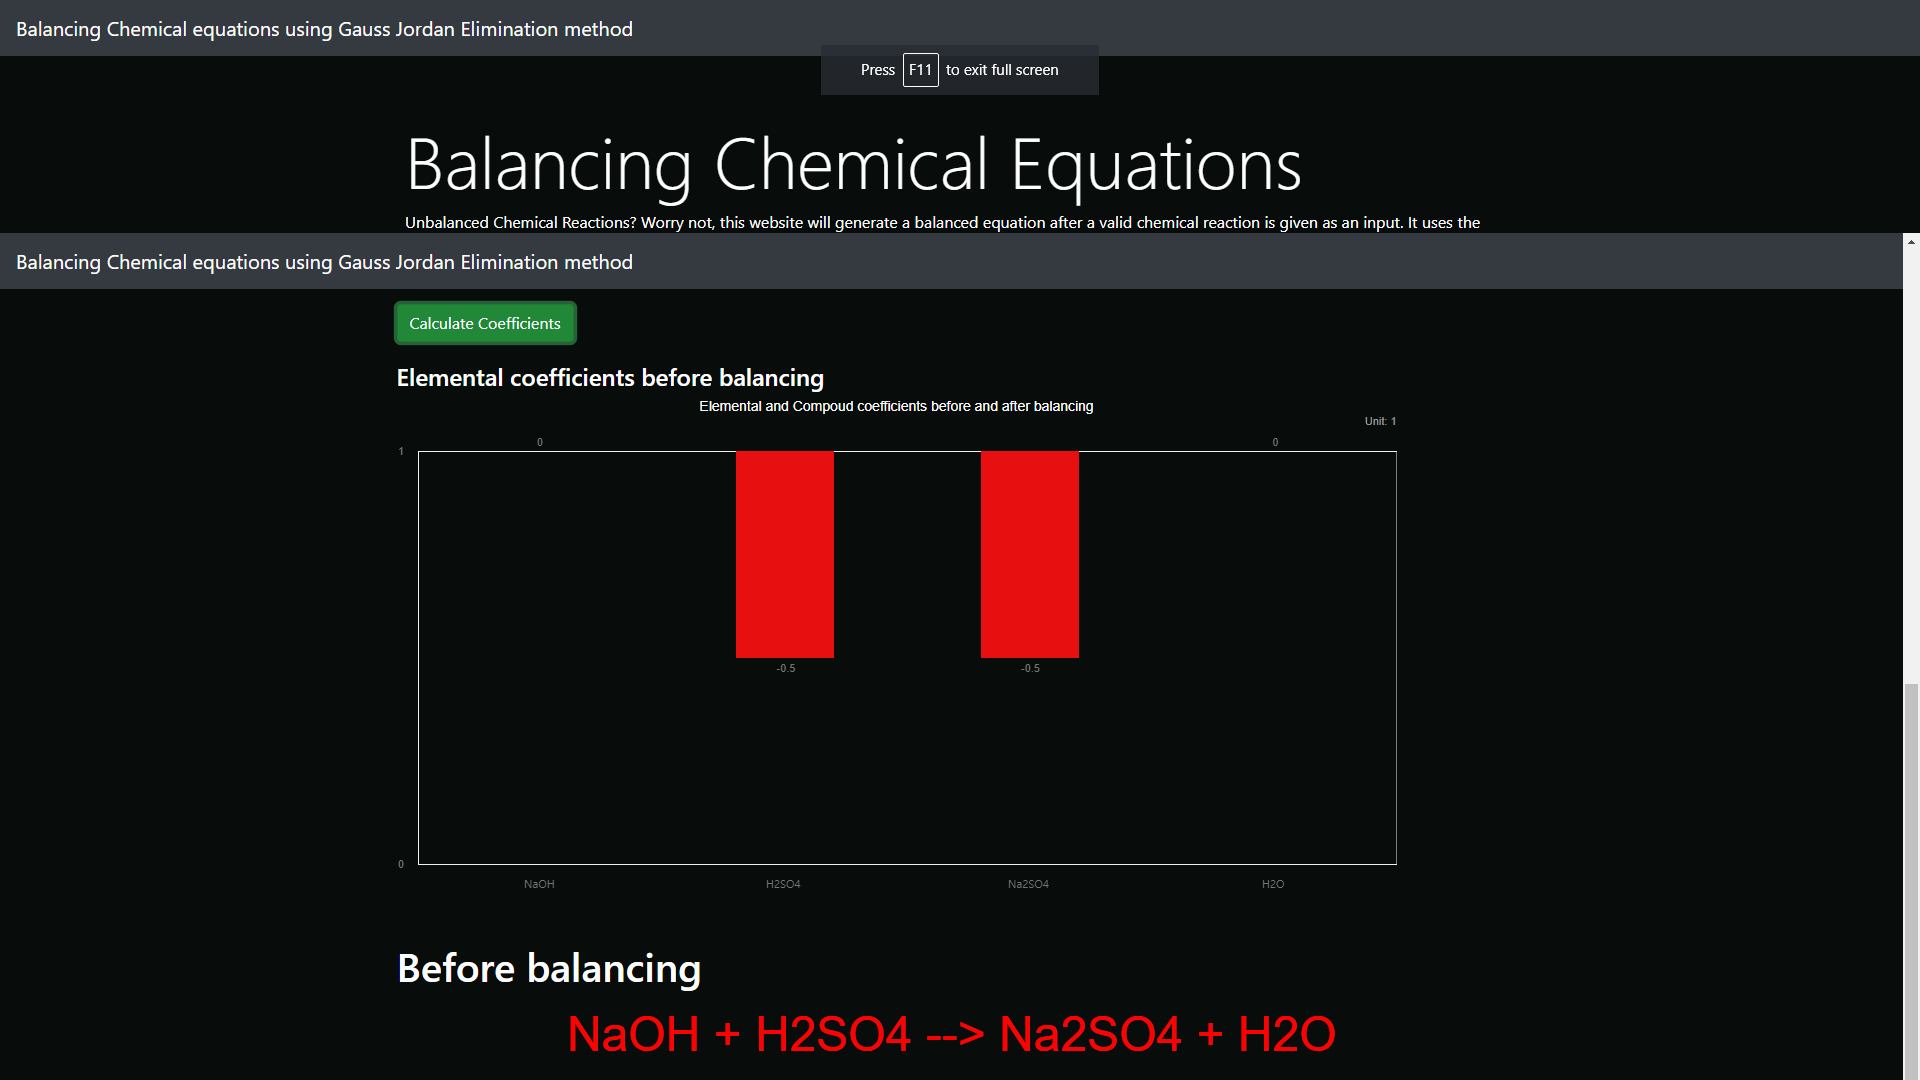 Balancing Chemical equations using Gauss Jordan Elimination method
Press F11 to exit full screen
Balancing Chemical Equations
Unbalanced Chemical Reactions? Worry not, this website will generate a balanced equation after a valid chemical reaction is given as an input. It uses the
Balancing Chemical equations using Gauss Jordan Elimination method
Calculate Coefficients
Elemental coefficients before balancing
Elemental and Compoud coefficients before and after balancing
Unit: 1
0 0
1
-0.5 -0.5
0
NaOH H2SO4 Na2SO4 H2O
Before balancing
NaOH + H2SO4 --> Na2SO4 + H2O